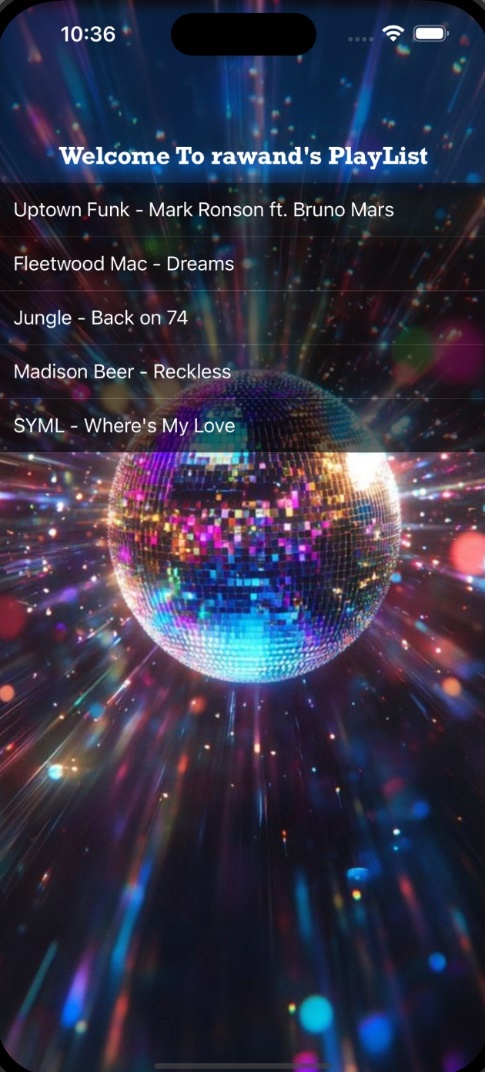 10:36
Welcome To rawand's PlayList
Uptown Funk - Mark Ronson ft. Bruno Mars
Fleetwood Mac - Dreams
Jungle - Back on 74
Madison Beer - Reckless
SYML - Where's My Love